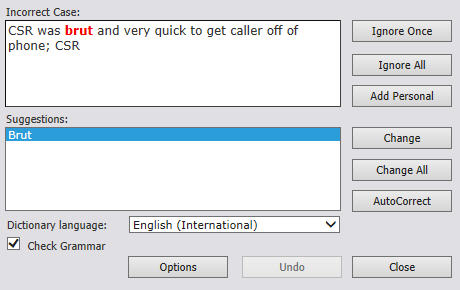 Incorrect Case:
CSR was brut and very quick to get caller off of
phone; CSR
Ignore Once
Ignore All
Add Personal
Suggestions:
Brut
Change
Change All
AutoCorrect
Dictionary language:
English (International)
Check Grammar
Options
Undo
Close